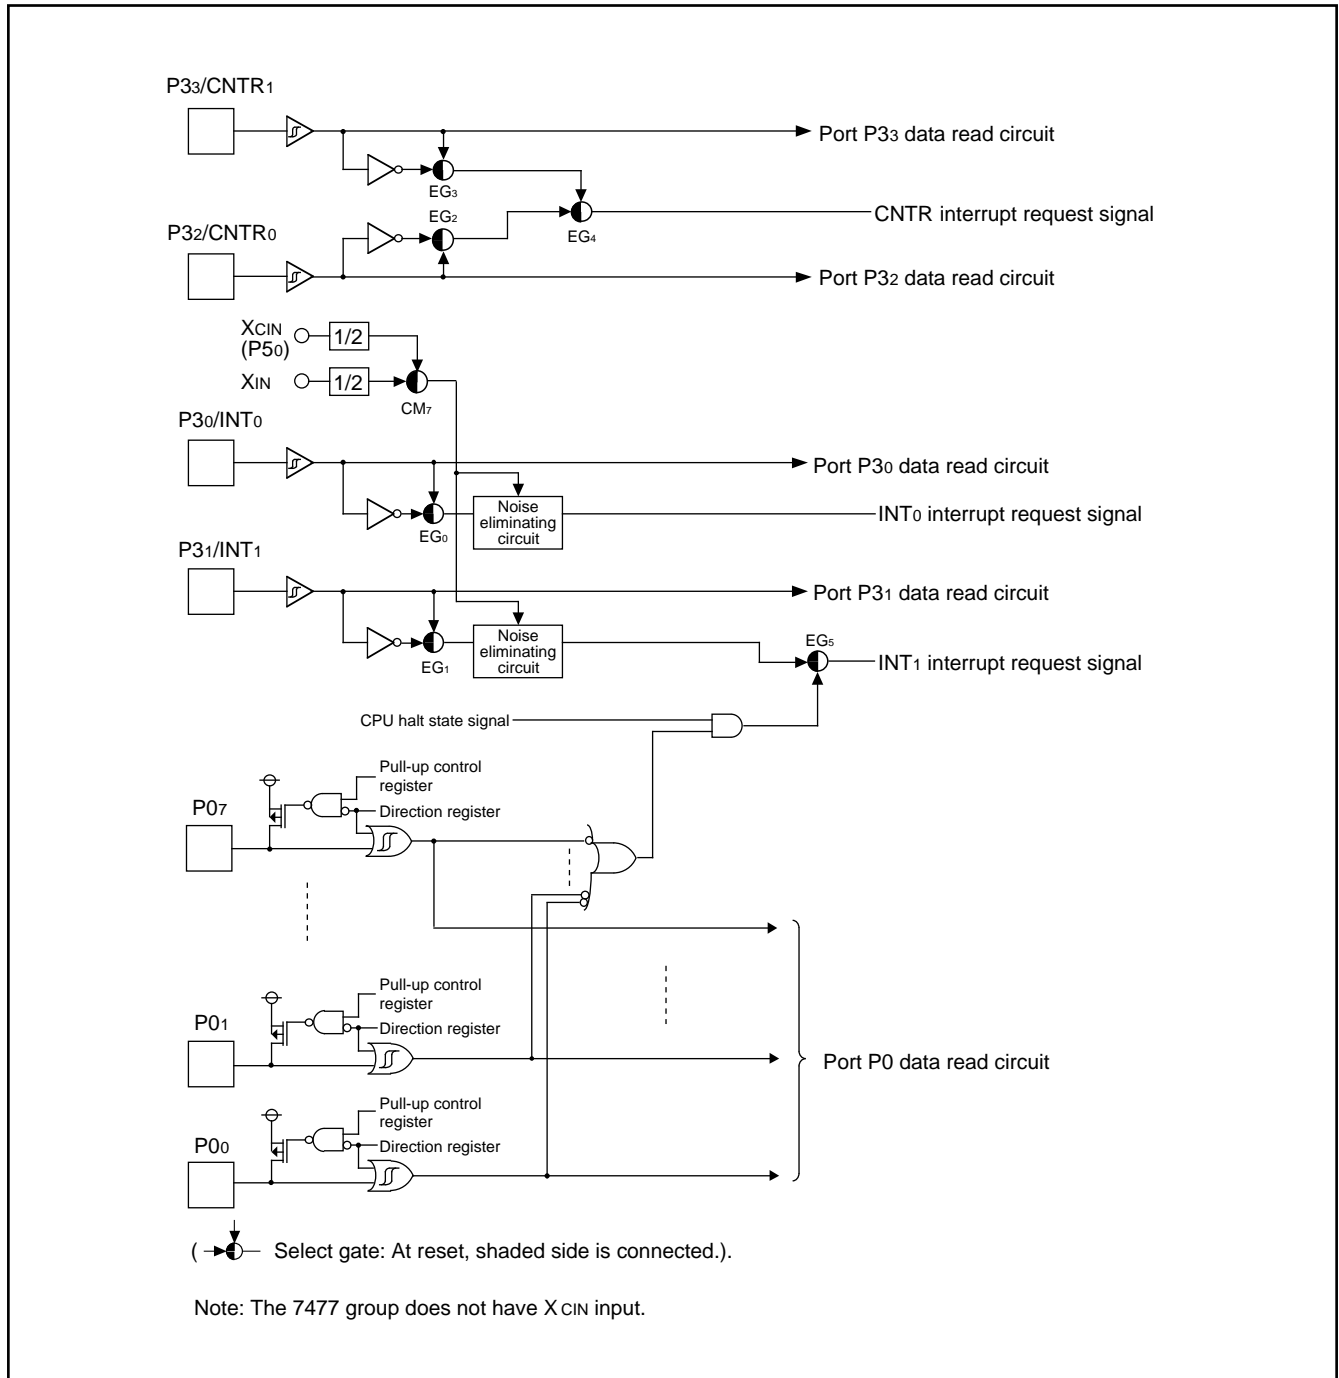 P33/CNTR1
Port P33 data read circuit
EG3
EG2
CNTR interrupt request signal
EG4
P32/CNTR0
Port P32 data read circuit
XCIN
(P50)
1/2
XIN
1/2
CM7
P30/INT0
Port P30 data read circuit
Noise
eliminating
circuit
INT0 interrupt request signal
EG0
P31/INT1
Port P31 data read circuit
Noise
eliminating
circuit
EG5
EG1
INT1 interrupt request signal
CPU halt state signal
Pull-up control
register
Direction register
P07
Pull-up control
register
Direction register
P01
Port P0 data read circuit
Pull-up control
register
Direction register
P00
( Select gate: At reset, shaded side is connected.).
Note: The 7477 group does not have XCIN input.